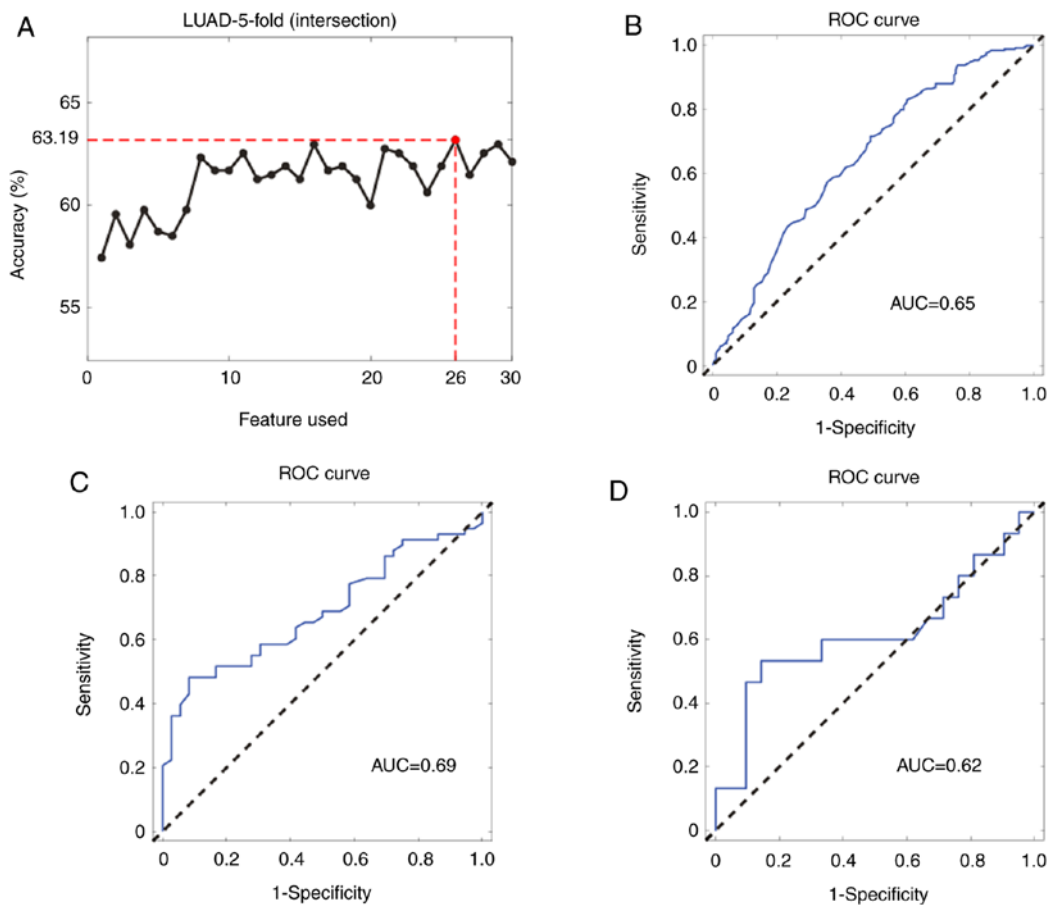 A
LUAD-5-fold (intersection)
65
63.19
60
55
Accuracy (%)
0
10
20
26
30
Feature used
B
ROC curve
1.0
0.8
0.6
0.4
0.2
0
Sensitivity
AUC=0.65
0
0.2
0.4
0.6
0.8
1.0
1-Specificity
C
ROC curve
1.0
0.8
0.6
0.4
0.2
0
Sensitivity
AUC=0.69
0
0.2
0.4
0.6
0.8
1.0
1-Specificity
D
ROC curve
1.0
0.8
0.6
0.4
0.2
0
Sensitivity
AUC=0.62
0
0.2
0.4
0.6
0.8
1.0
1-Specificity